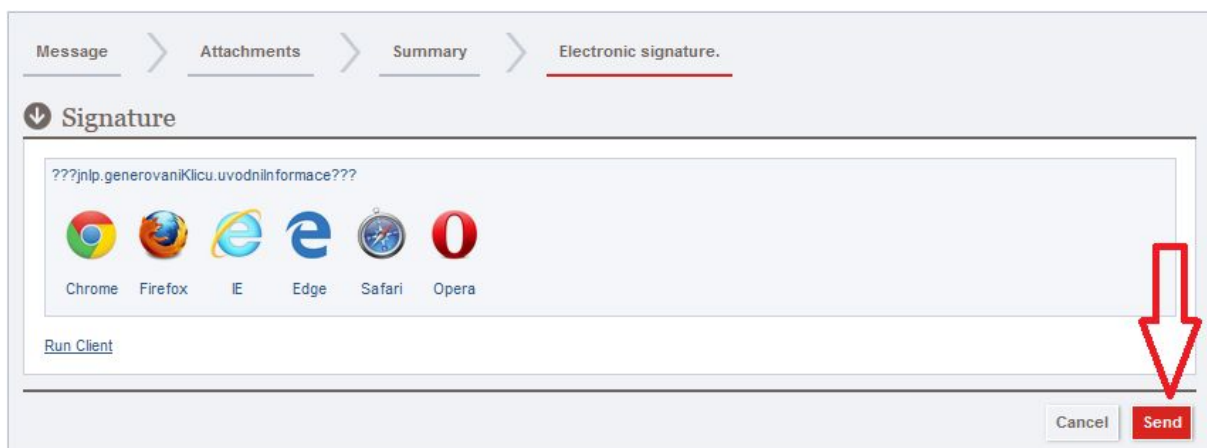 Message Attachments Summary Electronic signature.
Signature
???jnlp.generovaniKlicu.uvodniInformace???
Chrome Firefox IE Edge Safari Opera
Run Client
Cancel Send